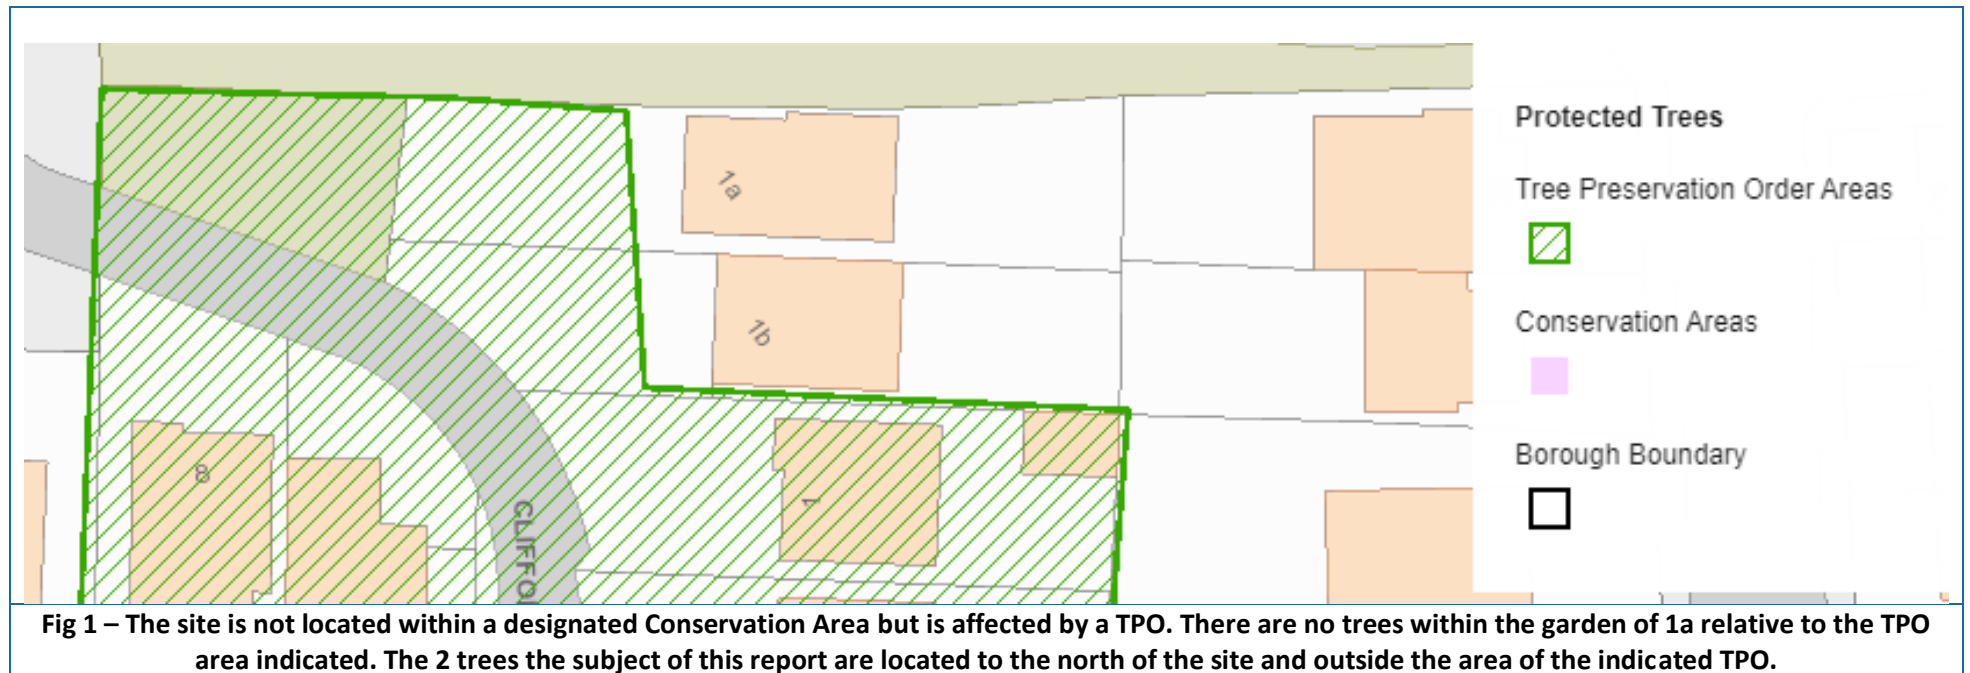 1a
1b
8
1
CLIFFO
Protected Trees
Tree Preservation Order Areas
Conservation Areas
Borough Boundary
Fig 1 – The site is not located within a designated Conservation Area but is affected by a TPO. There are no trees within the garden of 1a relative to the TPO
area indicated. The 2 trees the subject of this report are located to the north of the site and outside the area of the indicated TPO.